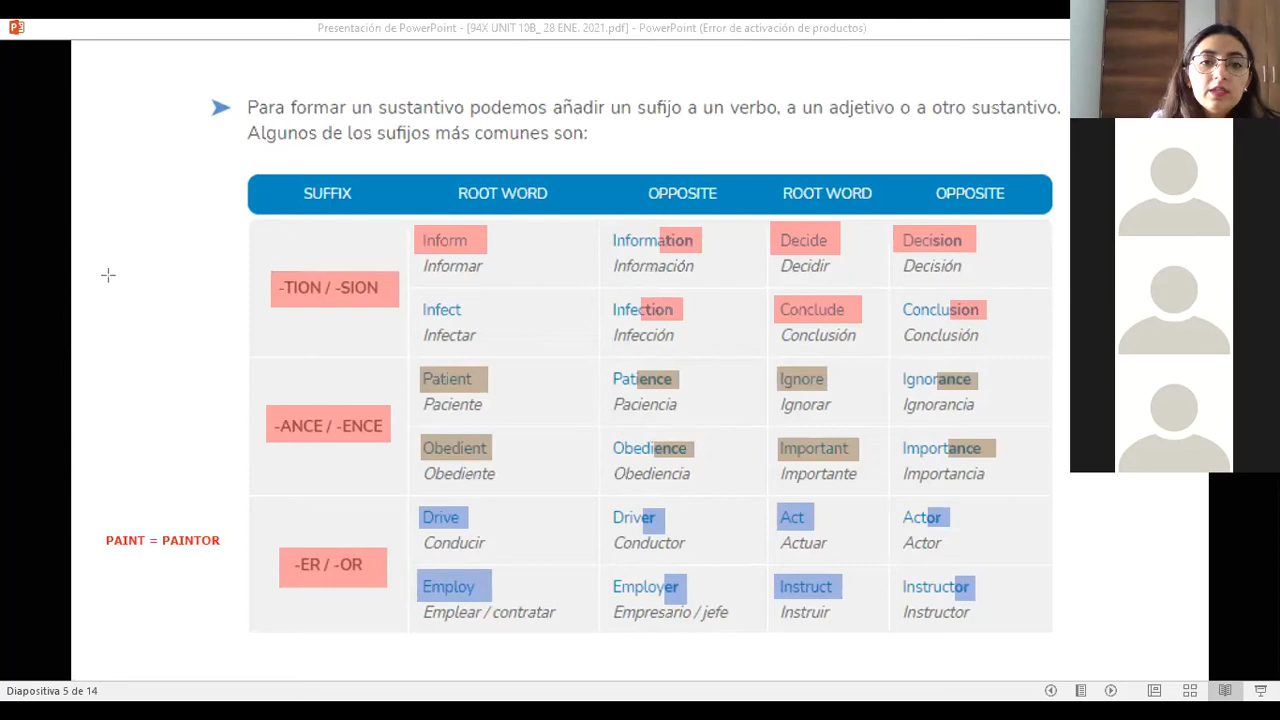 Presentación de PowerPoint - [94X UNIT 10B_ 28 ENE. 2021.pdf] - PowerPoint (Error de activación de productos)
Para formar un sustantivo podemos añadir un sufijo a un verbo, a un adjetivo o a otro sustantivo.
Algunos de los sufijos más comunes son:
SUFFIX ROOT WORD OPPOSITE ROOT WORD OPPOSITE
-TION / -SION
Inform Information Decide Decision
Informar Información Decidir Decisión
Infect Infection Conclude Conclusion
Infectar Infección Conclusión Conclusión
-ANCE / -ENCE
Patient Patience Ignore Ignorance
Paciente Paciencia Ignorar Ignorancia
Obedient Obedience Important Importance
Obediente Obediencia Importante Importancia
-ER / -OR
Drive Driver Act Actor
Conducir Conductor Actuar Actor
PAINT = PAINTOR
Employ Employer Instruct Instructor
Emplear / contratar Empresario / jefe Instruir Instructor
Diapositiva 5 de 14